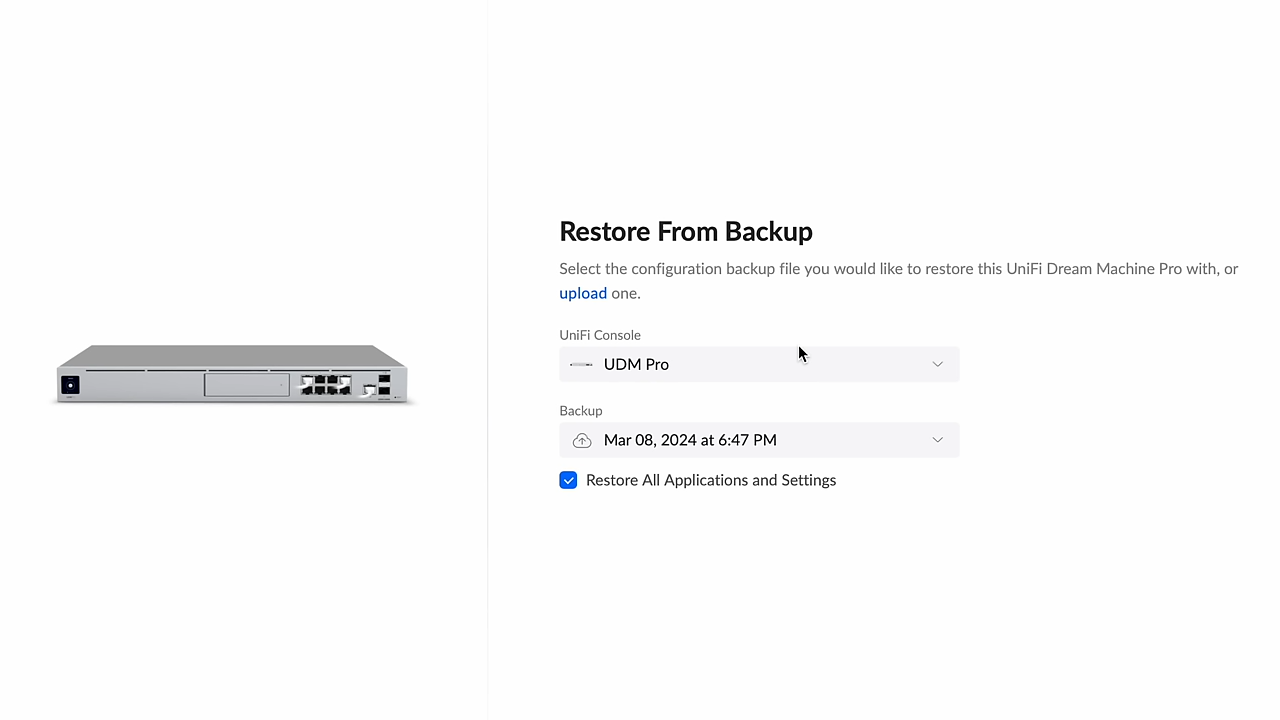 Restore From Backup
Select the configuration backup file you would like to restore this UniFi Dream Machine Pro with, or
upload one.
UniFi Console
UDM Pro
Backup
Mar 08, 2024 at 6:47 PM
Restore All Applications and Settings